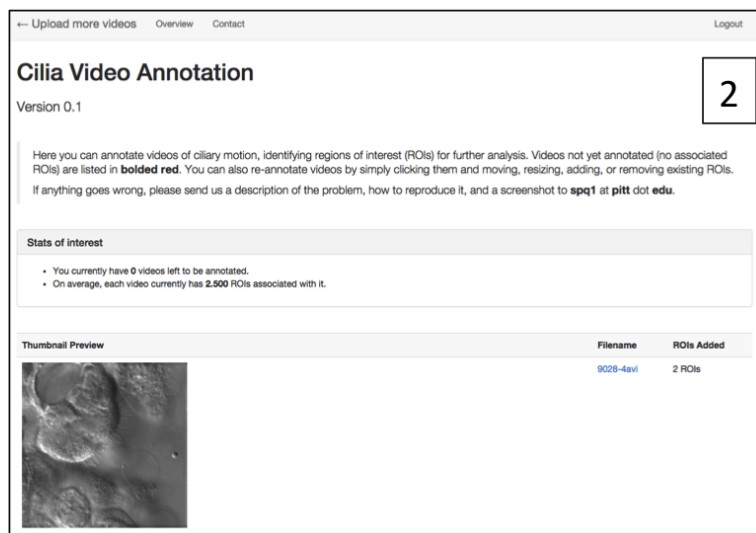 ← Upload more videos Overview Contact Logout
Cilia Video Annotation
2
Version 0.1
Here you can annotate videos of ciliary motion, identifying regions of interest (ROIs) for further analysis. Videos not yet annotated (no associated
ROIs) are listed in bolded red. You can also re-annotate videos by simply clicking them and moving, resizing, adding, or removing existing ROIs.
If anything goes wrong, please send us a description of the problem, how to reproduce it, and a screenshot to spq1 at pitt dot edu.
Stats of interest
• You currently have 0 videos left to be annotated.
• On average, each video currently has 2.500 ROIs associated with it.
Thumbnail Preview Filename ROIs Added
9028-4avi 2 ROIs